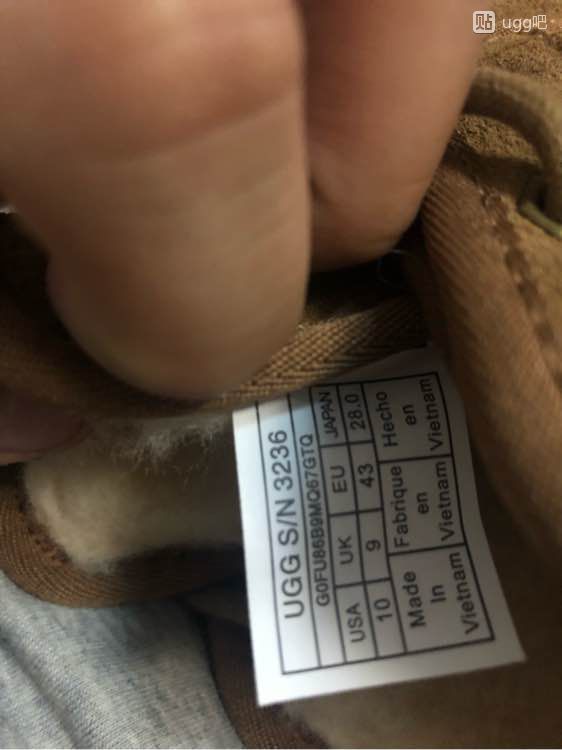 贴 ugg吧
UGG S/N 3236
G0FU85B9MQ67GTQ
USA UK EU JAPAN
10 9 43 28.0
Made In Vietnam
Fabrique en Vietnam
Hecho en Vietnam